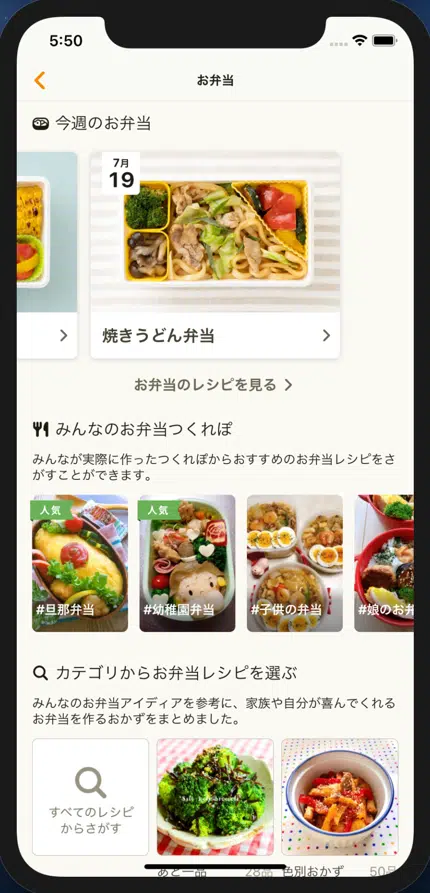 5:50
お弁当
今週のお弁当
7月
19
焼きうどん弁当
お弁当のレシピを見る
みんなのお弁当つくれぽ
みんなが実際に作ったつくれぽからおすすめのお弁当レシピをさ
がすことができます。
人気
人気
#旦那弁当
#幼稚園弁当
#子供の弁当
#娘のお弁
カテゴリからお弁当レシピを選ぶ
みんなのお弁当アイディアを参考に、家族や自分が喜んでくれる
お弁当を作るおかずをまとめました。
すべてのレシピ
からさがす
あと一品
28品
色別おかず
50品